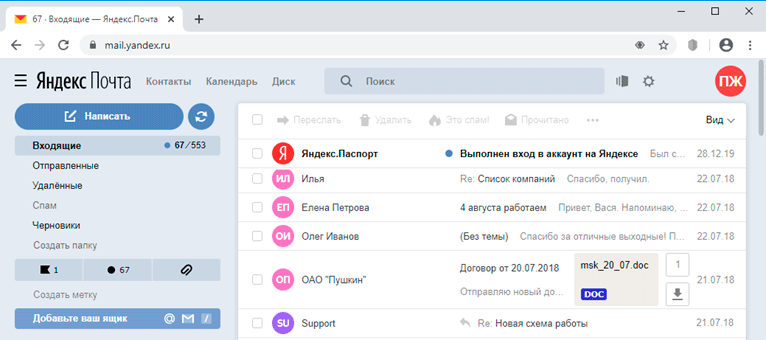 67 · Входящие — Яндекс.Почта
mail.yandex.ru
Яндекс Почта Контакты Календарь Диск Поиск ПЖ
Написать
Переслать Удалить Это спам! Прочитано Вид
Входящие 67/553
Отправленные
Удалённые
Спам
Черновики
Создать папку
1 67
Создать метку
Добавьте ваш ящик
Я Яндекс.Паспорт Выполнен вход в аккаунт на Яндексе Был с... 28.12.19
ИЛ Илья Re: Список компаний Спасибо, получил. 22.07.18
ЕП Елена Петрова 4 августа работаем Привет, Вася. Напоминаю, ... 22.07.18
ОИ Олег Иванов (Без темы) Спасибо за отличные выходные! П... 22.07.18
ОП ОАО "Пушкин" Договор от 20.07.2018 msk_20_07.doc 1 21.07.18
Отправляю новый до... DOC
SU Support Re: Новая схема работы 21.07.18